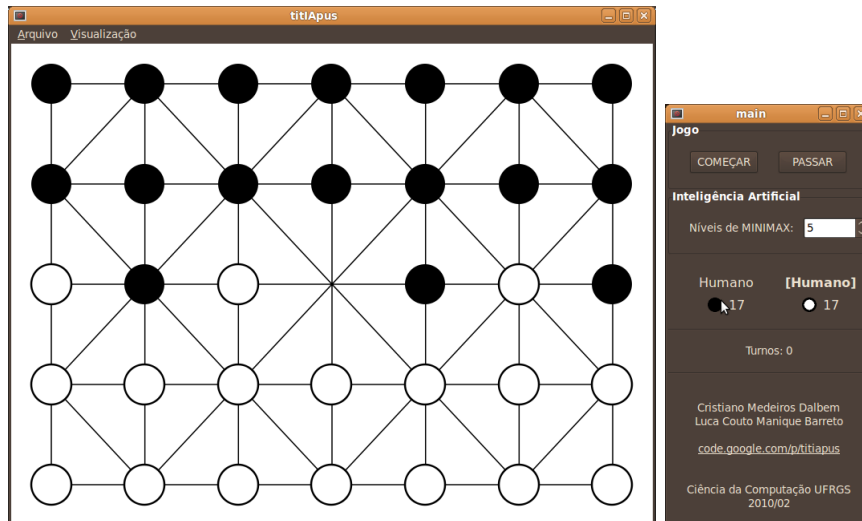 titIApus
Arquivo Visualização
main
Jogo
COMEÇAR PASSAR
Inteligência Artificial
Níveis de MINIMAX: 5
Humano [Humano]
17 17
Turnos: 0
Cristiano Medeiros Dalbem
Luca Couto Manique Barreto
code.google.com/p/titiapus
Ciência da Computação UFRGS
2010/02